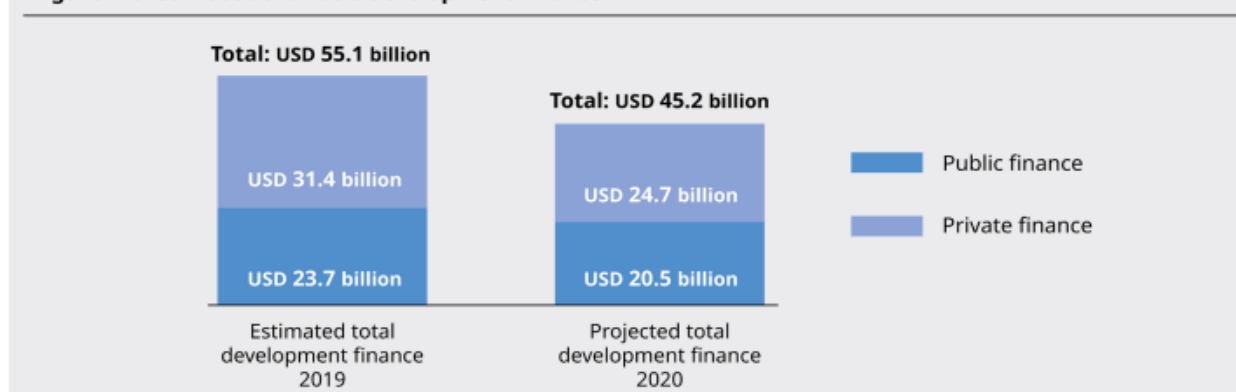 Total: USD 55.1 billion
Total: USD 45.2 billion
USD 31.4 billion
USD 24.7 billion
USD 23.7 billion
USD 20.5 billion
Public finance
Private finance
Estimated total
development finance
2019
Projected total
development finance
2020